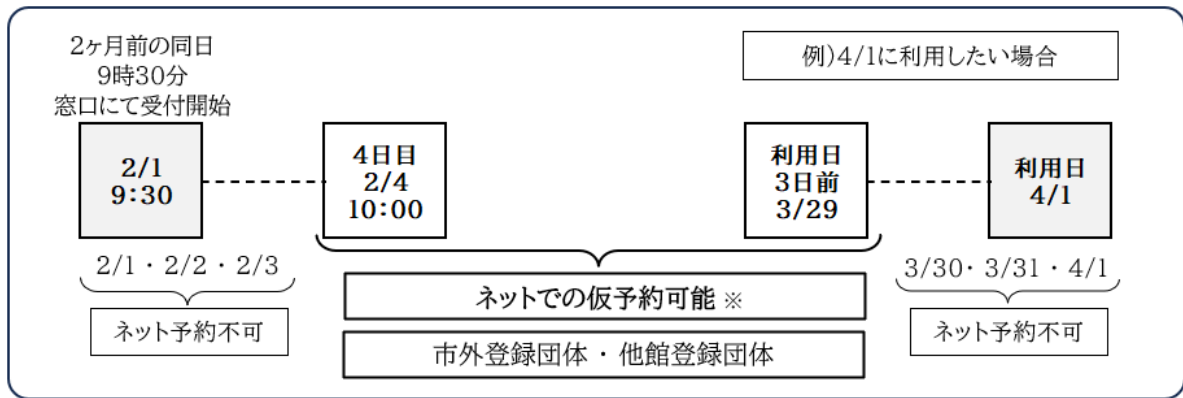 2ヶ月前の同日
9時30分
窓口にて受付開始
例)4/1に利用したい場合
2/1
9:30
4日目
2/4
10:00
利用日
3日前
3/29
利用日
4/1
2/1・2/2・2/3
3/30・3/31・4/1
ネット予約不可
ネットでの仮予約可能※
ネット予約不可
市外登録団体・他館登録団体